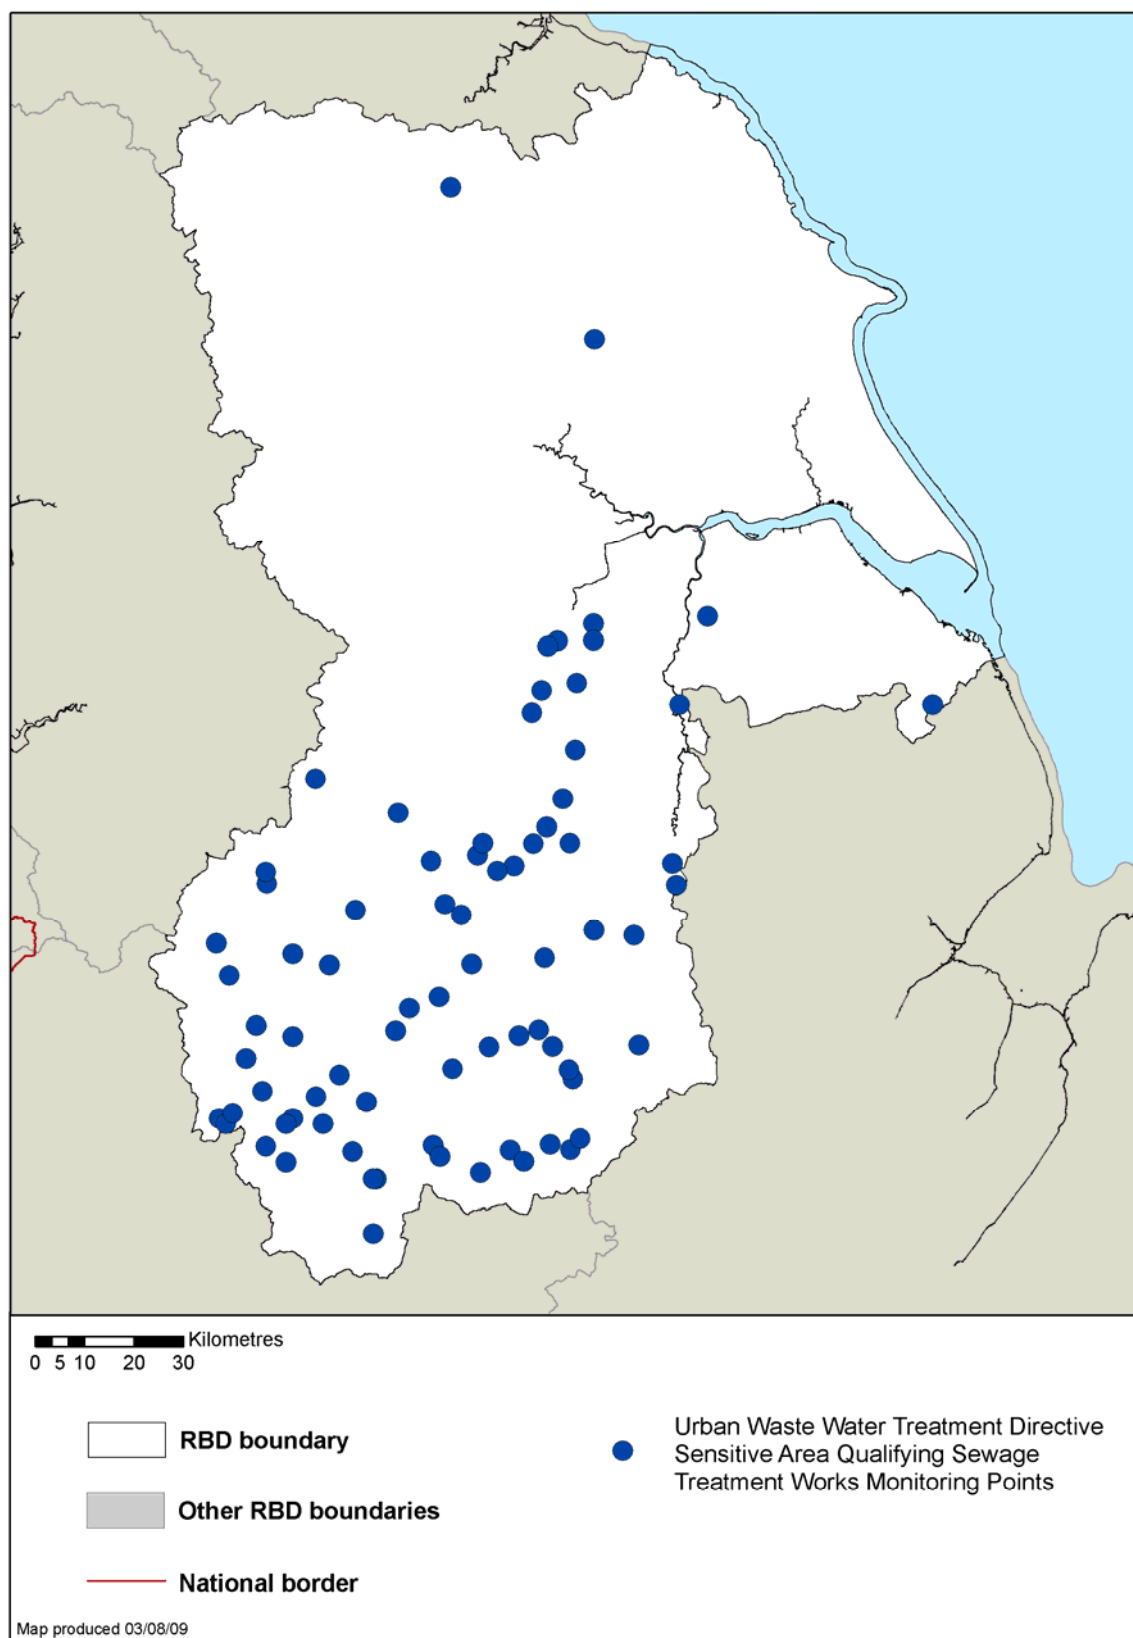 Kilometres
0 5 10 20 30
RBD boundary
Other RBD boundaries
National border
Urban Waste Water Treatment Directive
Sensitive Area Qualifying Sewage
Treatment Works Monitoring Points
Map produced 03/08/09